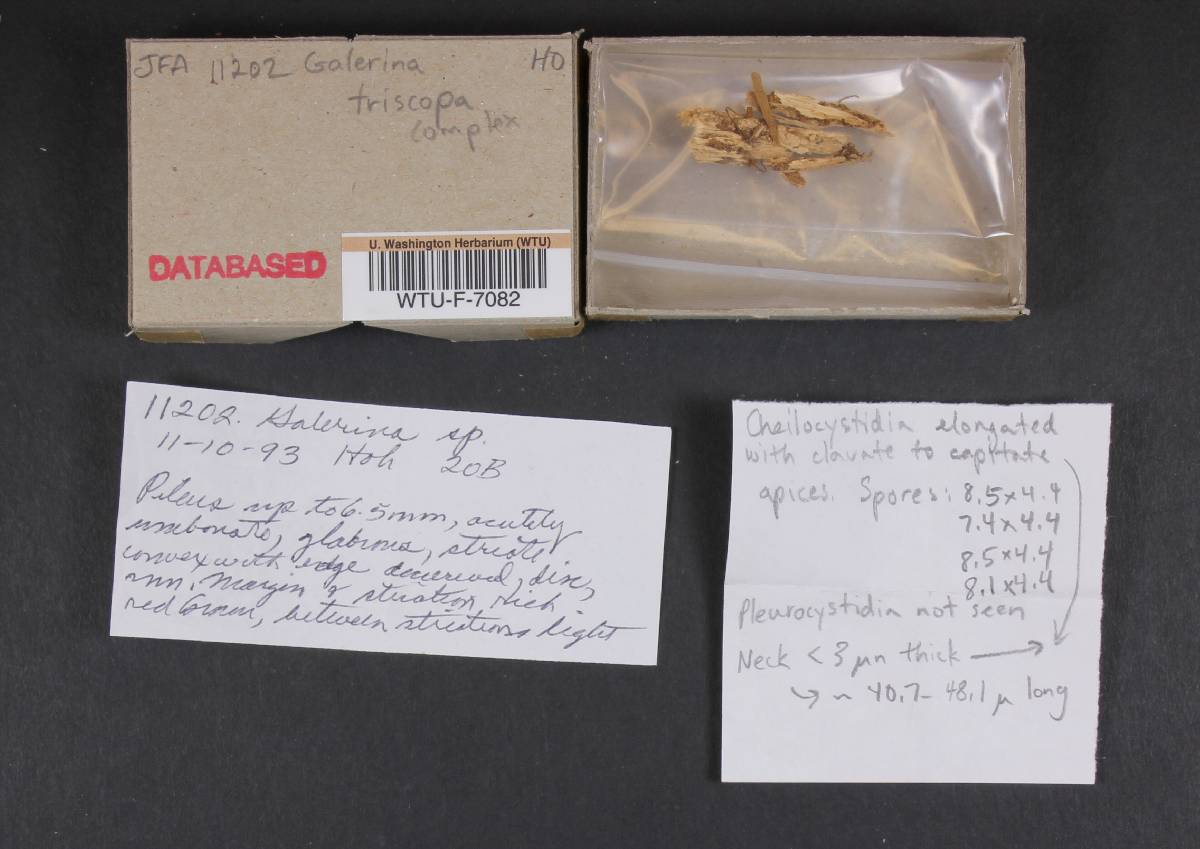 JFA 11202 Galerina HO
triscopa
complex
DATABASED
U. Washington Herbarium (WTU)
WTU-F-7082
11202. Galerina sp.
11-10-93 Hoh 20B
Pileus up to 6.5mm, acutely
umbonate, glabrous, striate
convex with edge decurved, disc,
mn, margin & striation rich
red brown, between striations light
Cheilocystidia elongated
with clavate to capitate
apices. Spores: 8.5x4.4
7.4x4.4
8.5x4.4
8.1x4.4
Pleurocystidia not seen
Neck < 3 μn thick →
↳ ~ 40.7-48.1 μ long